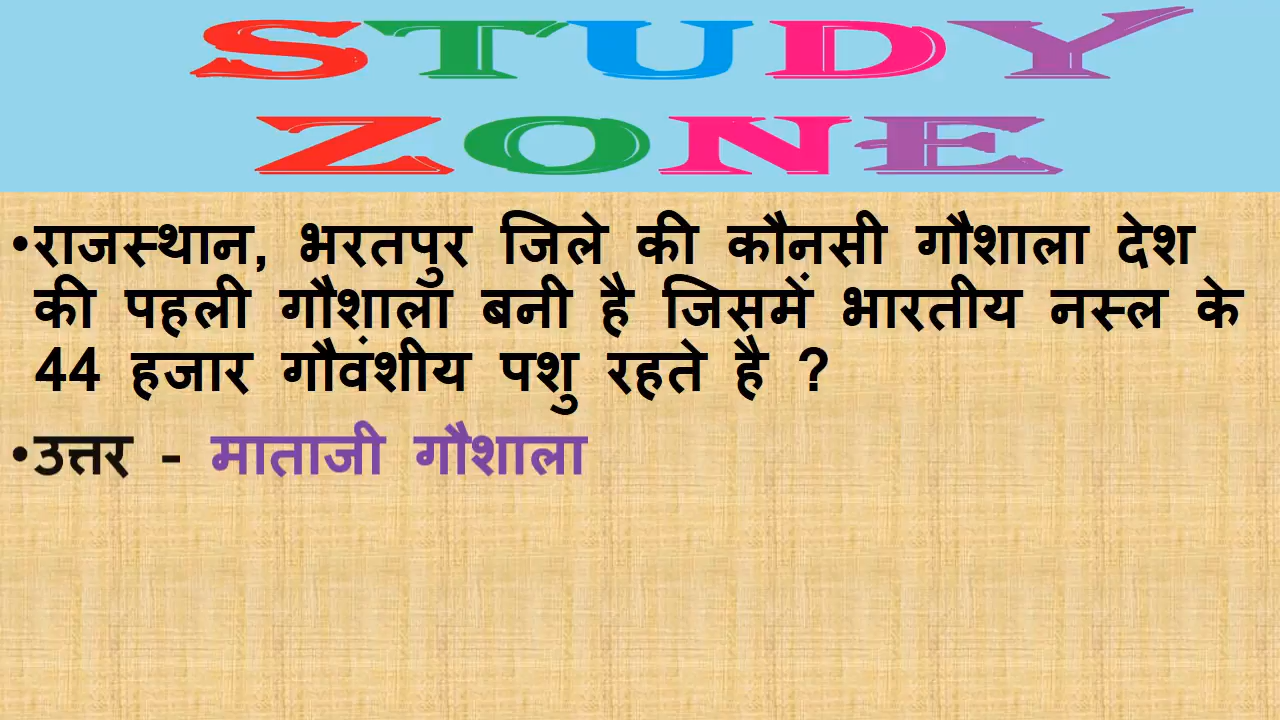 STUDY
ZONE
•राजस्थान, भरतपुर जिले की कौनसी गौशाला देश
की पहली गौशाला बनी है जिसमें भारतीय नस्ल के
44 हजार गौवंशीय पशु रहते है ?
•उत्तर - माताजी गौशाला